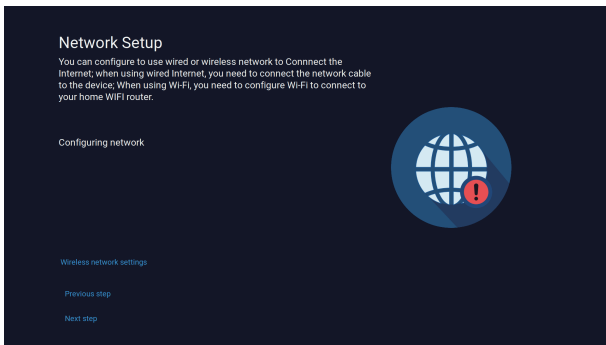 Network Setup
You can configure to use wired or wireless network to Connnect the
Internet; when using wired Internet, you need to connect the network cable
to the device; When using Wi-Fi, you need to configure Wi-Fi to connect to
your home WIFI router.
Configuring network
Wireless network settings
Previous step
Next step